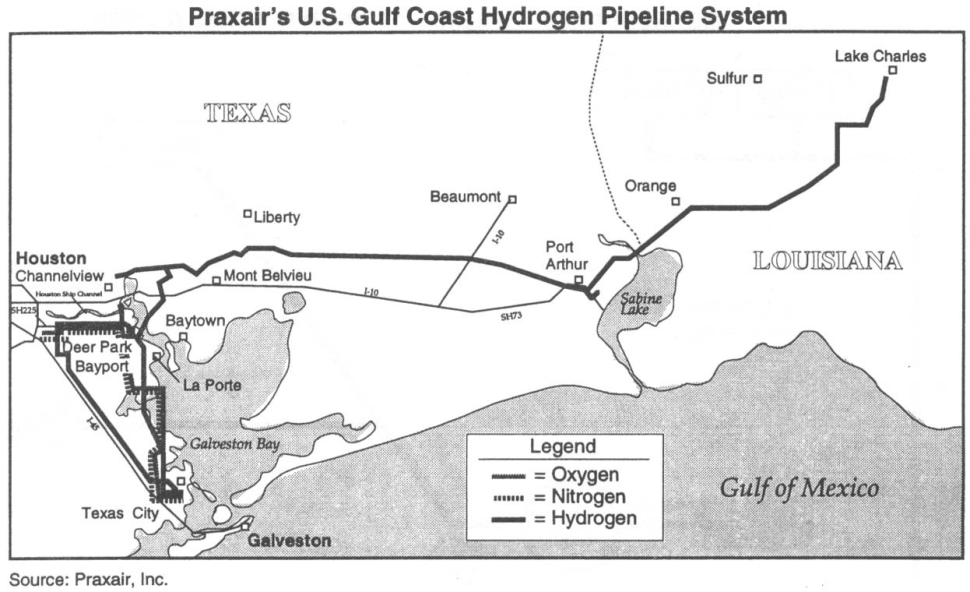 Praxair's U.S. Gulf Coast Hydrogen Pipeline System
Lake Charles
Sulfur
TEXAS
Beaumont
Orange
Liberty
I-10
Port
Arthur
Houston
Channelview
LOUISIANA
Mont Belvieu
Houston Ship Channel
I-10
Sabine
Lake
SH225
SH73
Baytown
Deer Park
Bayport
La Porte
I-45
Galveston Bay
Legend
= Oxygen
= Nitrogen
= Hydrogen
Gulf of Mexico
Texas City
Galveston
Source: Praxair, Inc.